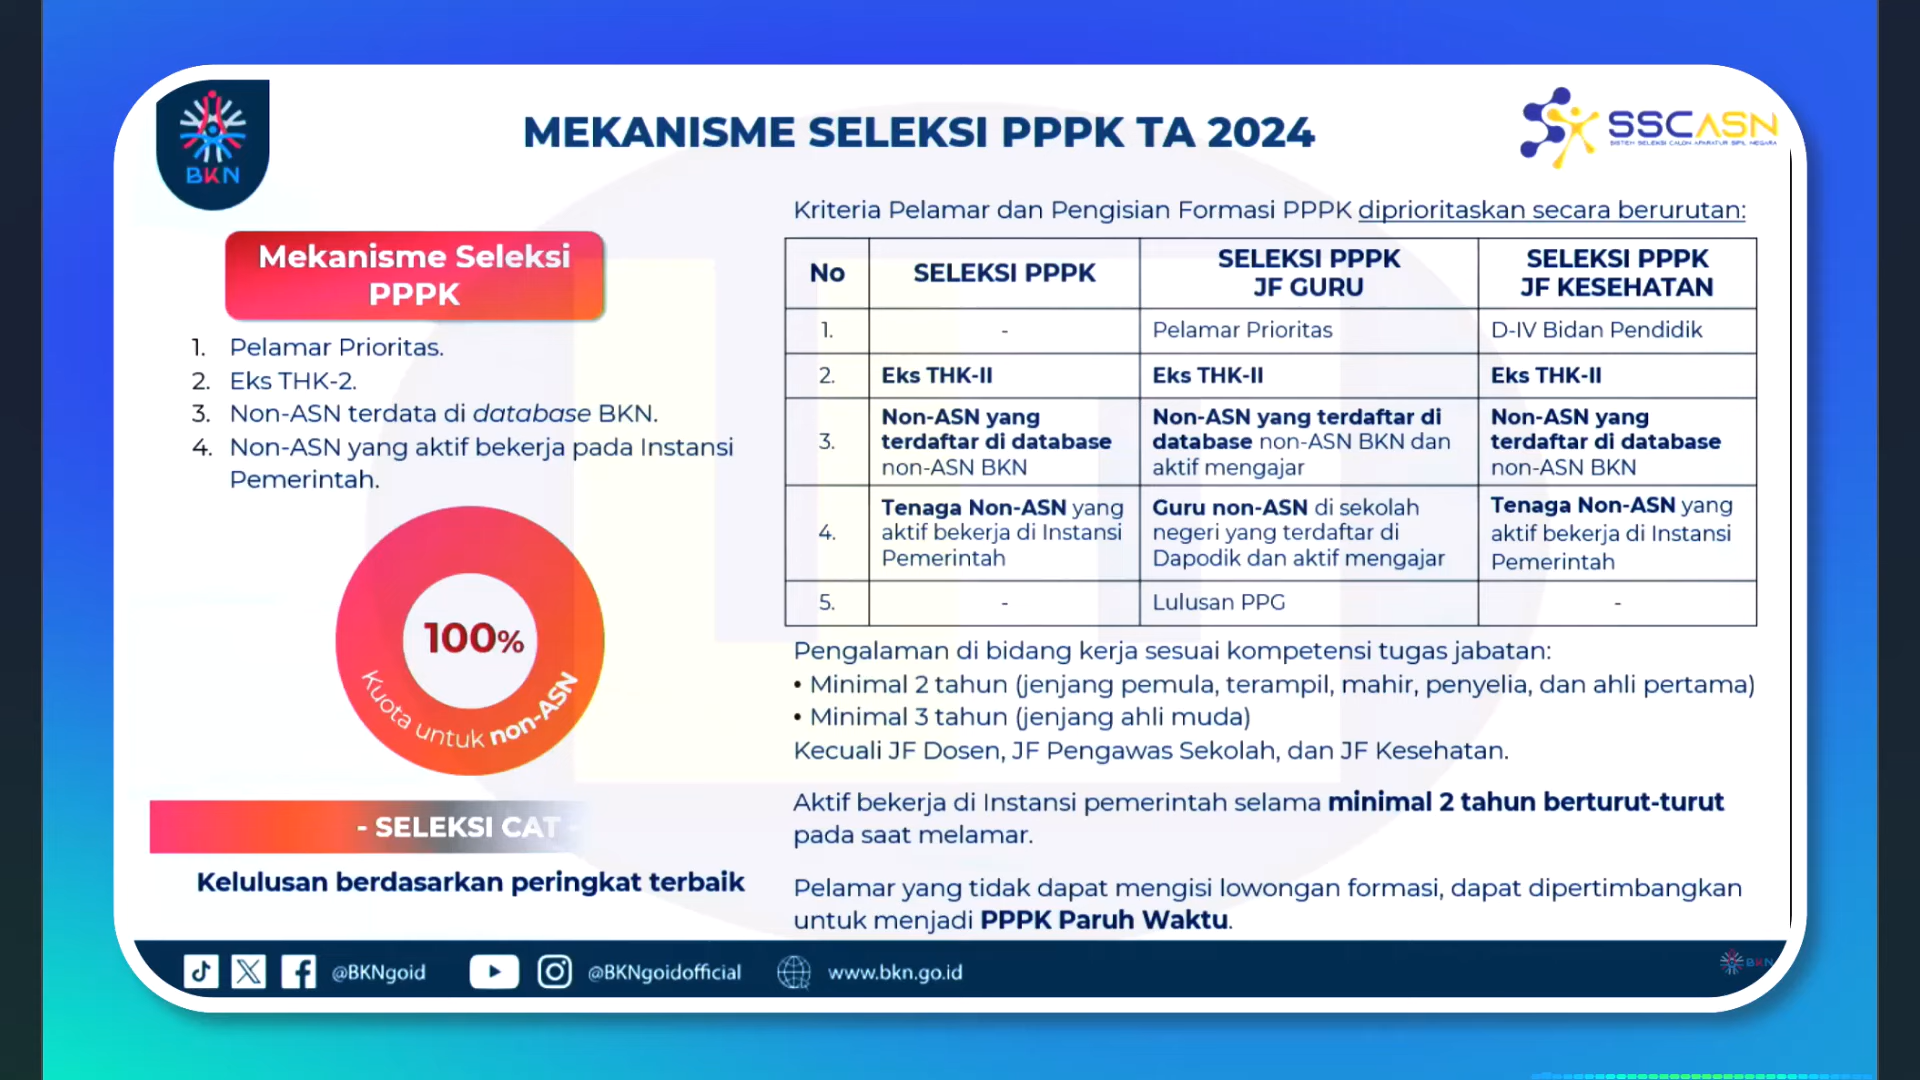 BKN
MEKANISME SELEKSI PPPK TA 2024
SSCASN
SISTEM SELEKSI CALON APARATUR SIPIL NEGARA
Mekanisme Seleksi
PPPK
1. Pelamar Prioritas.
2. Eks THK-2.
3. Non-ASN terdata di database BKN.
4. Non-ASN yang aktif bekerja pada Instansi
Pemerintah.
100%
Kuota untuk non-ASN
- SELEKSI CAT -
Kelulusan berdasarkan peringkat terbaik
Kriteria Pelamar dan Pengisian Formasi PPPK diprioritaskan secara berurutan:
No
SELEKSI PPPK
SELEKSI PPPK
JF GURU
SELEKSI PPPK
JF KESEHATAN
1.
-
Pelamar Prioritas
D-IV Bidan Pendidik
2.
Eks THK-II
Eks THK-II
Eks THK-II
3.
Non-ASN yang
terdaftar di database
non-ASN BKN
Non-ASN yang terdaftar di
database non-ASN BKN dan
aktif mengajar
Non-ASN yang
terdaftar di database
non-ASN BKN
4.
Tenaga Non-ASN yang
aktif bekerja di Instansi
Pemerintah
Guru non-ASN di sekolah
negeri yang terdaftar di
Dapodik dan aktif mengajar
Tenaga Non-ASN yang
aktif bekerja di Instansi
Pemerintah
5.
-
Lulusan PPG
-
Pengalaman di bidang kerja sesuai kompetensi tugas jabatan:
• Minimal 2 tahun (jenjang pemula, terampil, mahir, penyelia, dan ahli pertama)
• Minimal 3 tahun (jenjang ahli muda)
Kecuali JF Dosen, JF Pengawas Sekolah, dan JF Kesehatan.
Aktif bekerja di Instansi pemerintah selama minimal 2 tahun berturut-turut
pada saat melamar.
Pelamar yang tidak dapat mengisi lowongan formasi, dapat dipertimbangkan
untuk menjadi PPPK Paruh Waktu.
@BKNgoid
@BKNgoidofficial
www.bkn.go.id
BKN